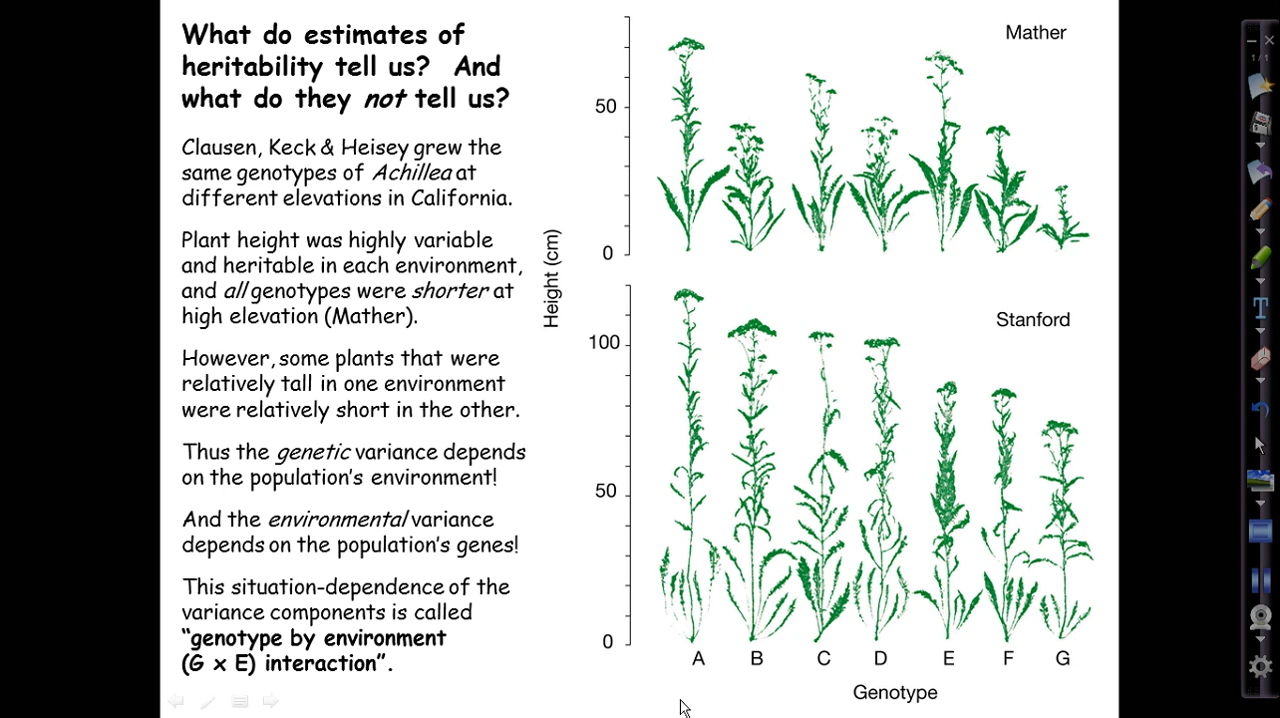 What do estimates of
heritability tell us? And
what do they not tell us?
Clausen, Keck & Heisey grew the
same genotypes of Achillea at
different elevations in California.
Plant height was highly variable
and heritable in each environment,
and all genotypes were shorter at
high elevation (Mather).
However, some plants that were
relatively tall in one environment
were relatively short in the other.
Thus the genetic variance depends
on the population's environment!
And the environmental variance
depends on the population's genes!
This situation-dependence of the
variance components is called
“genotype by environment
(G x E) interaction”.
Mather
50
0
Height (cm)
Stanford
100
50
0
A B C D E F G
Genotype
1/1
T